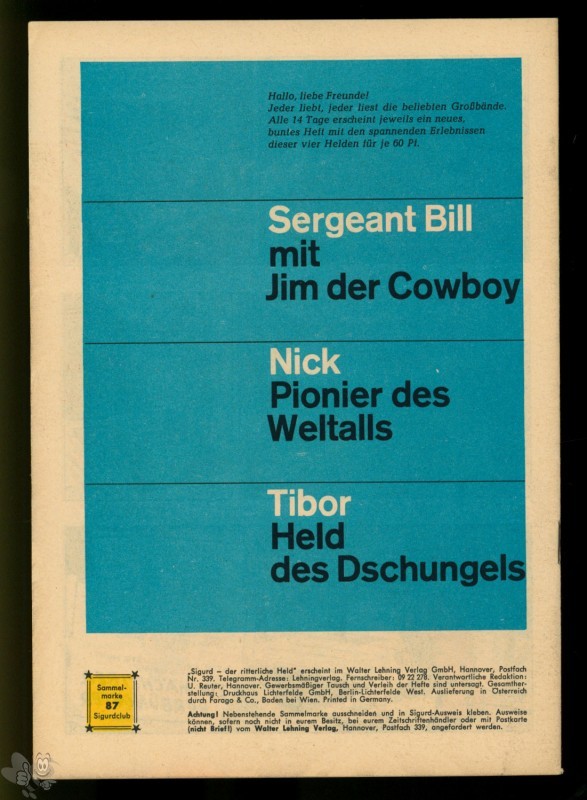 Hallo, liebe Freunde!
Jeder liebt, jeder liest die beliebten Großbände.
Alle 14 Tage erscheint jeweils ein neues,
buntes Heft mit den spannenden Erlebnissen
dieser vier Helden für je 60 Pf.
Sergeant Bill
mit
Jim der Cowboy
Nick
Pionier des
Weltalls
Tibor
Held
des Dschungels
„Sigurd – der ritterliche Held" erscheint im Walter Lehning Verlag GmbH, Hannover, Postfach
Nr. 339. Telegramm-Adresse: Lehningverlag. Fernschreiber: 09 22 278. Verantwortliche Redaktion:
U. Reuter, Hannover. Gewerbsmäßiger Tausch und Verleih der Hefte sind untersagt. Gesamther-
stellung: Druckhaus Lichterfelde GmbH, Berlin-Lichterfelde West. Auslieferung in Österreich
durch Farago & Co., Baden bei Wien. Printed in Germany.
Achtung! Nebenstehende Sammelmarke ausschneiden und in Sigurd-Ausweis kleben. Ausweise
können, sofern noch nicht in eurem Besitz, bei eurem Zeitschriftenhändler oder mit Postkarte
(nicht Brief!) vom Walter Lehning Verlag, Hannover, Postfach 339, angefordert werden.
Sammel-
marke
87
Sigurdclub